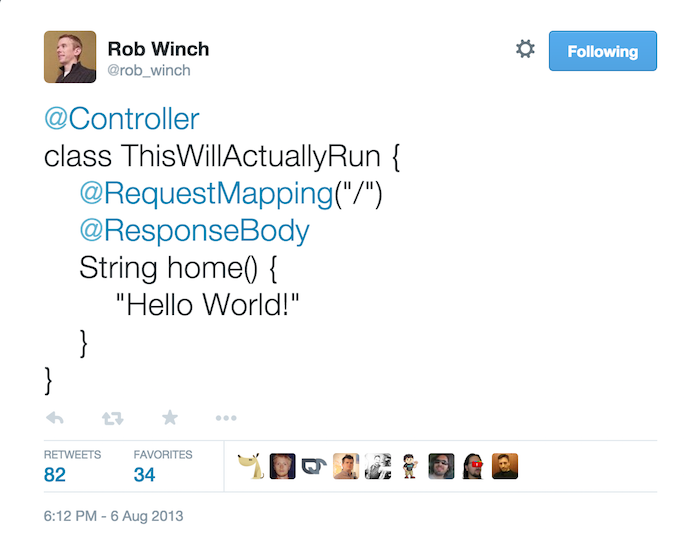 Rob Winch
@rob_winch
Following
@Controller
class ThisWillActuallyRun {
@RequestMapping("/")
@ResponseBody
String home() {
"Hello World!"
}
}
RETWEETS
82
FAVORITES
34
6:12 PM - 6 Aug 2013